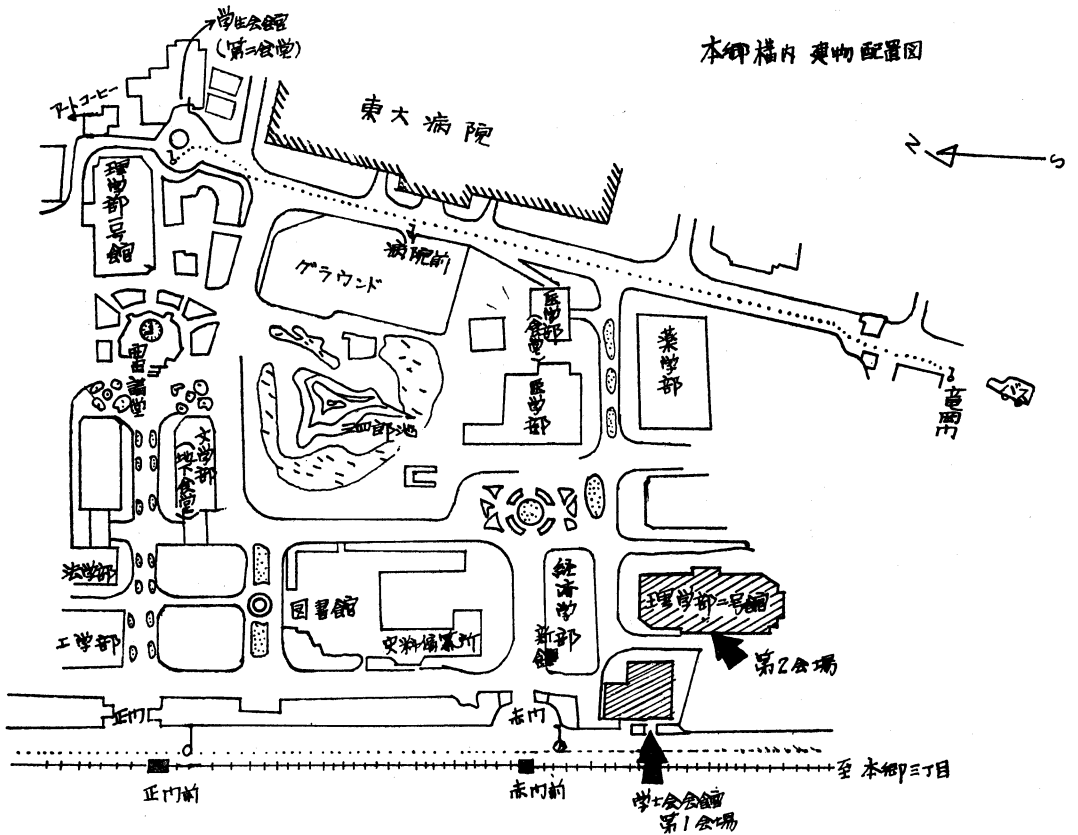 本郷構内 建物配置図
学生会館
(第二食堂)
アートコーヒー
東大病院
N
S
理学部一号館
病院前
グラウンド
医学部
(食堂)
薬学部
医学部
竜岡門
バス
講堂
三四郎池
文学部
(地下食堂)
法学部
工学部
図書館
史料編纂所
経済学部
新館
理学部二号館
第2会場
正門
赤門
正門前
赤門前
至 本郷三丁目
学士会会館
第1会場